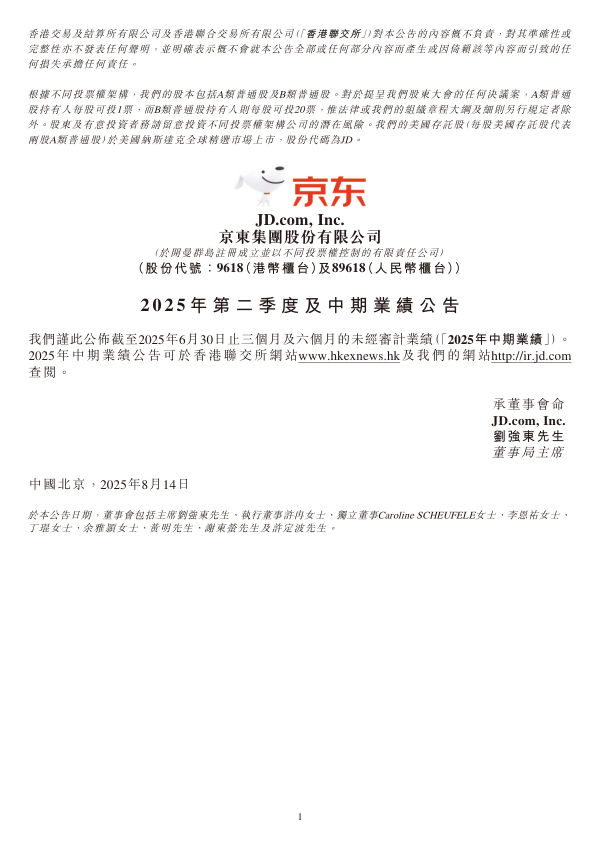 香港交易及結算所有限公司及香港聯合交易所有限公司（「香港聯交所」）對本公告的內容概不負責，對其準確性或
完整性亦不發表任何聲明，並明確表示概不會就本公告全部或任何部分內容而產生或因倚賴該等內容而引致的任
何損失承擔任何責任。
根據不同投票權架構，我們的股本包括A類普通股及B類普通股。對於提呈我們股東大會的任何決議案，A類普通
股持有人每股可投1票，而B類普通股持有人則每股可投20票，惟法律或我們的組織章程大綱及細則另行規定者除
外。股東及有意投資者務請留意投資不同投票權架構公司的潛在風險。我們的美國存託股（每股美國存託股代表
兩股A類普通股）於美國納斯達克全球精選市場上市，股份代碼為JD。
京东
JD.com, Inc.
京東集團股份有限公司
（於開曼群島註冊成立並以不同投票權控制的有限責任公司）
（股份代號：9618（港幣櫃台）及89618（人民幣櫃台））
2025年第二季度及中期業績公告
我們謹此公佈截至2025年6月30日止三個月及六個月的未經審計業績（「2025年中期業績」）。
2025年中期業績公告可於香港聯交所網站www.hkexnews.hk及我們的網站http://ir.jd.com
查閱。
承董事會命
JD.com, Inc.
劉強東先生
董事局主席
中國北京，2025年8月14日
於本公告日期，董事會包括主席劉強東先生、執行董事許冉女士、獨立董事Caroline SCHEUFELE女士、李恩祐女士、
丁琨女士、余雅穎女士、黃明先生、謝東螢先生及許定波先生。
1